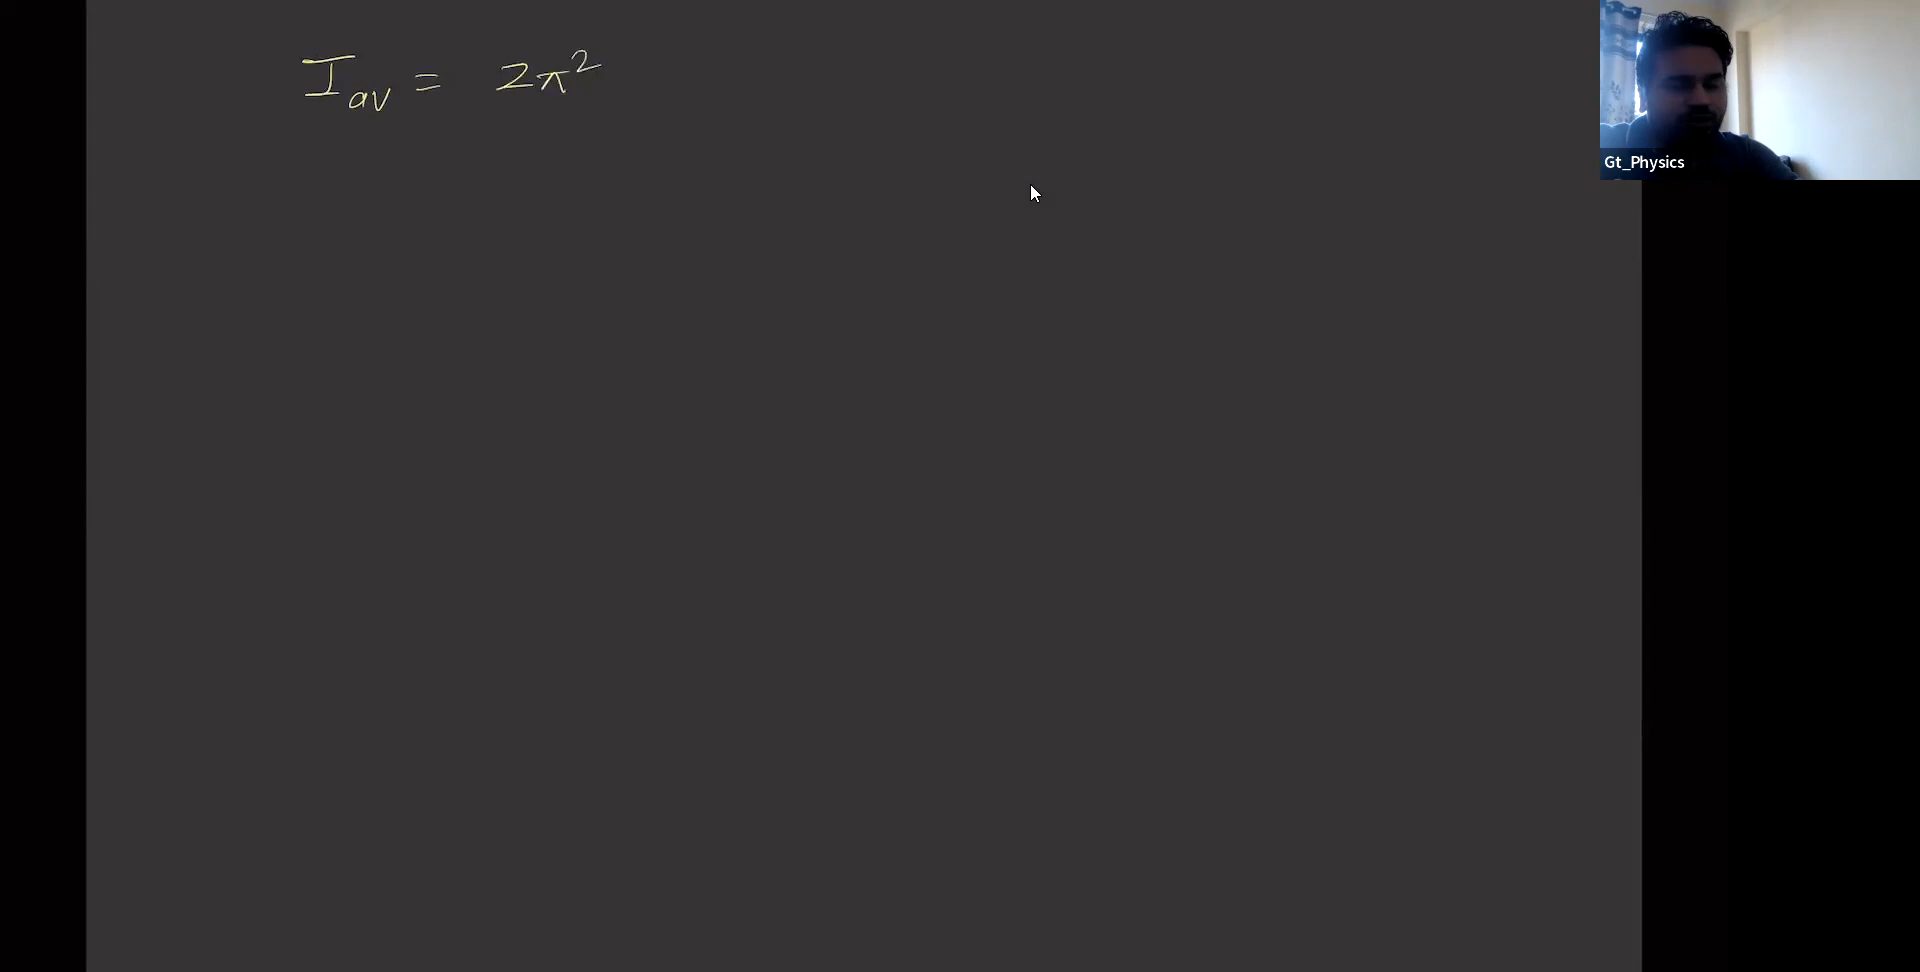 I_av = 2π²
Gt_Physics